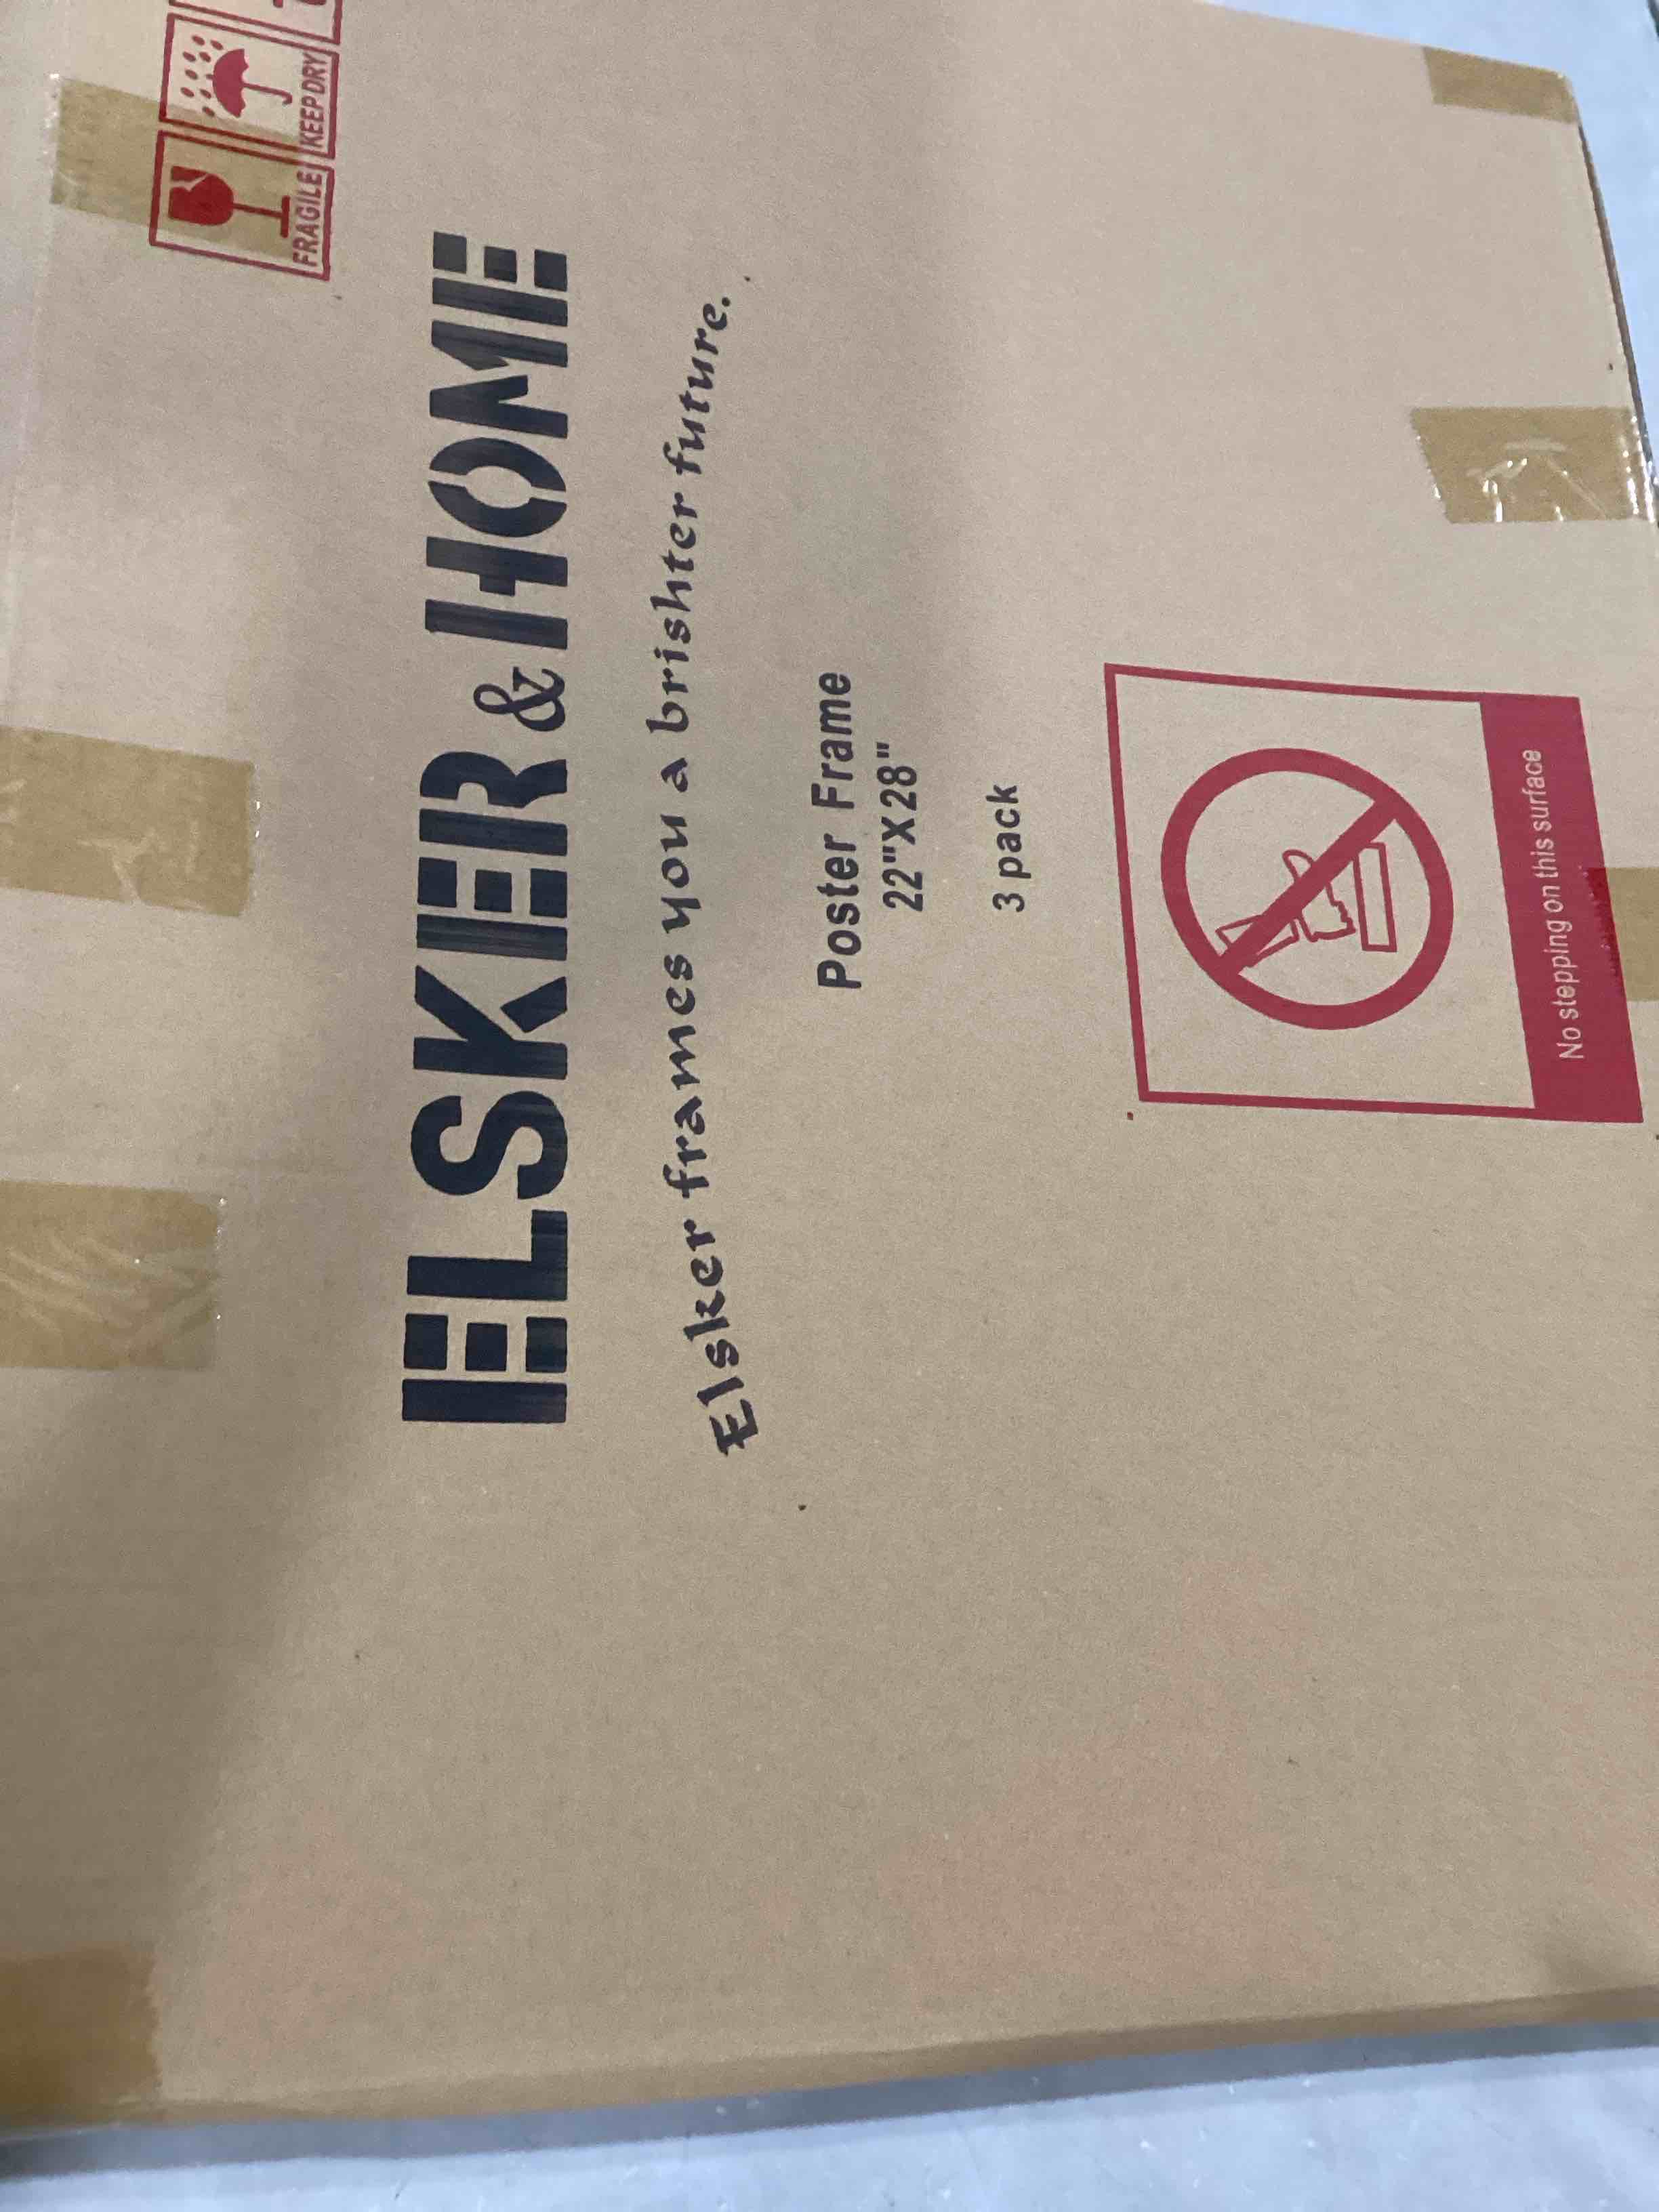 FRAGILE
KEEP DRY
ELSKER & HOME
Elsker frames you a brishter future.
Poster Frame
22"X28"
3 pack
No stepping on this surface